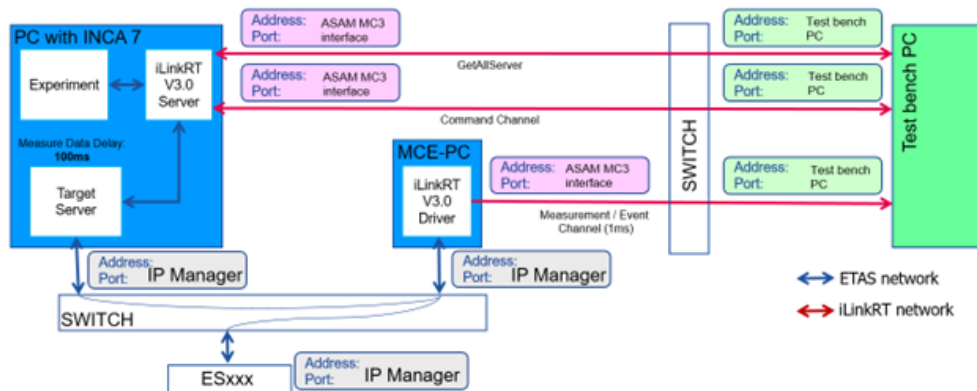 PC with INCA 7
Address: ASAM MC3
Port: interface
Address: Test bench
Port: PC
GetAllServer
Experiment
iLinkRT
V3.0
Server
Address: ASAM MC3
Port: interface
Address: Test bench
Port: PC
Command Channel
Measure Data Delay:
100ms
Target
Server
MCE-PC
iLinkRT
V3.0
Driver
Address: ASAM MC3
Port: interface
Address: Test bench
Port: PC
Measurement / Event
Channel (1ms)
SWITCH
Test bench PC
Address:
Port: IP Manager
Address:
Port: IP Manager
SWITCH
Address:
Port: IP Manager
ESxxx
ETAS network
iLinkRT network